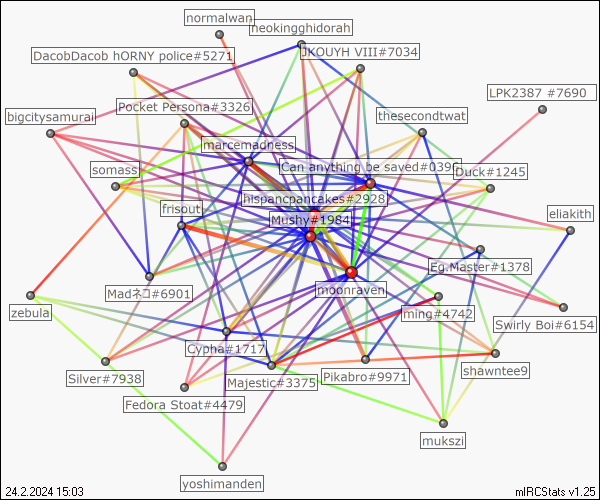 normalwan
neokingghidorah
DacobDacob hORNY police#5271
JKOUYH VIII#7034
LPK2387 #7690
Pocket Persona#3326
bigcitysamurai
thesecondtwat
marcemadness
somass
Can anything be saved#0396
Duck#1245
hispancpancakes#2928
frisout
Mushy#1984
eliakith
Eg.Master#1378
moonraven
Madネコ#6901
zebula
ming#4742
Swirly Boi#6154
Cypha#1717
shawntee9
Silver#7938
Majestic#3375
Pikabro#9971
Fedora Stoat#4479
mukszi
yoshimanden
24.2.2024 15:03
mIRCStats v1.25